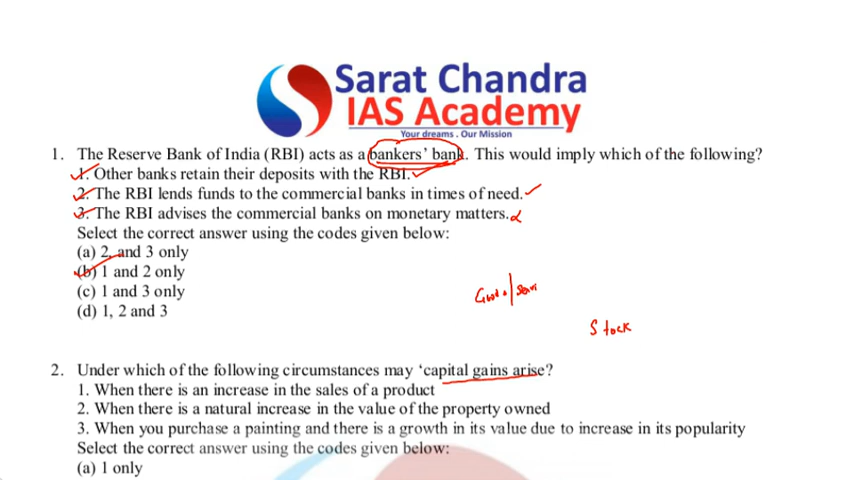 Sarat Chandra
IAS Academy
Your dreams . Our Mission
1. The Reserve Bank of India (RBI) acts as a bankers’ bank. This would imply which of the following?
1. Other banks retain their deposits with the RBI.
2. The RBI lends funds to the commercial banks in times of need.
3. The RBI advises the commercial banks on monetary matters.
Select the correct answer using the codes given below:
(a) 2, and 3 only
(b) 1 and 2 only
(c) 1 and 3 only
(d) 1, 2 and 3
Stock
2. Under which of the following circumstances may ‘capital gains arise?
1. When there is an increase in the sales of a product
2. When there is a natural increase in the value of the property owned
3. When you purchase a painting and there is a growth in its value due to increase in its popularity
Select the correct answer using the codes given below:
(a) 1 only